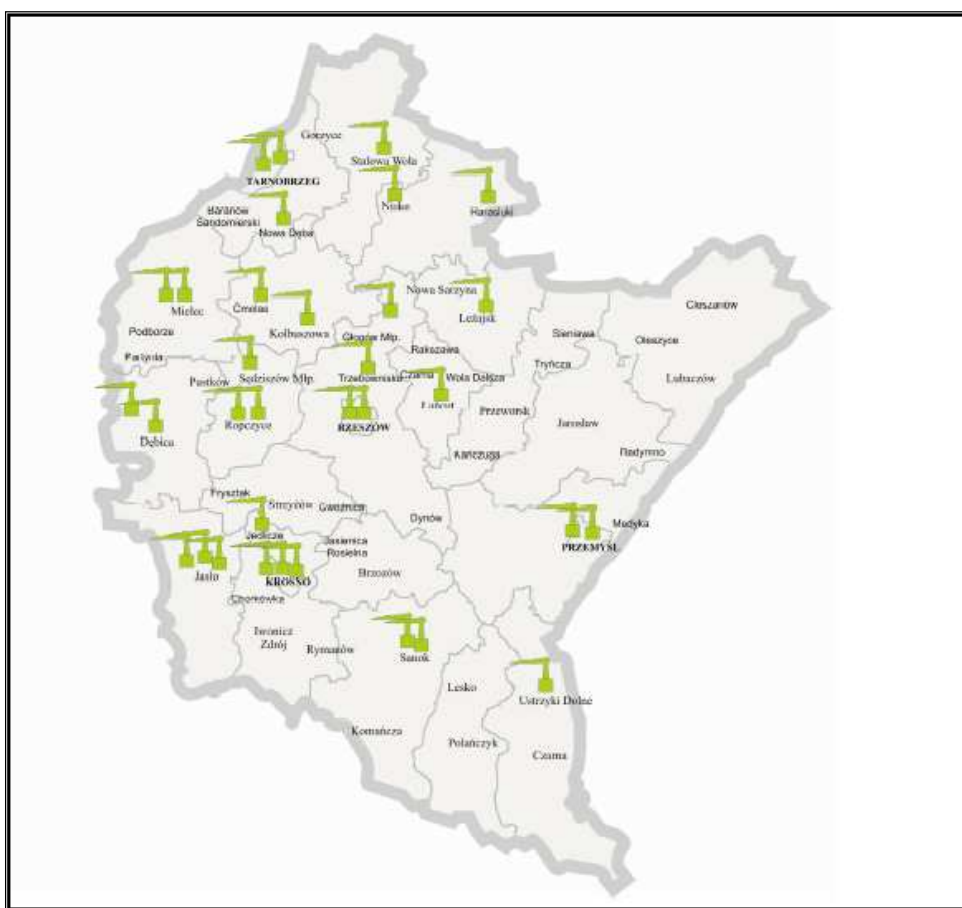 Gorzyce
Stalowa Wola
TARNOBRZEG
Nisko
Harasiuki
Baranów
Sandomierski
Nowa Dęba
Mielec
Cmolas
Kolbuszowa
Nowa Sarzyna
Leżajsk
Cieszanów
Podborze
Głogów Młp.
Sieniawa
Oleszyce
Partynia
Rakszawa
Tryńcza
Pustków
Sędziszów Młp.
Trzebownisko
Czarna
Wola Dalsza
Lubaczów
Łańcut
Przeworsk
Dębica
Ropczyce
RZESZÓW
Jarosław
Kańczuga
Radymno
Frysztak
Strzyżów
Gwoźnica
Dynów
Medyka
Jedlicze
Jasienica
Rosielna
PRZEMYŚL
Jasło
KROSNO
Brzozów
Chorkówka
Iwonicz
Zdrój
Rymanów
Sanok
Lesko
Ustrzyki Dolne
Komańcza
Polańczyk
Czarna